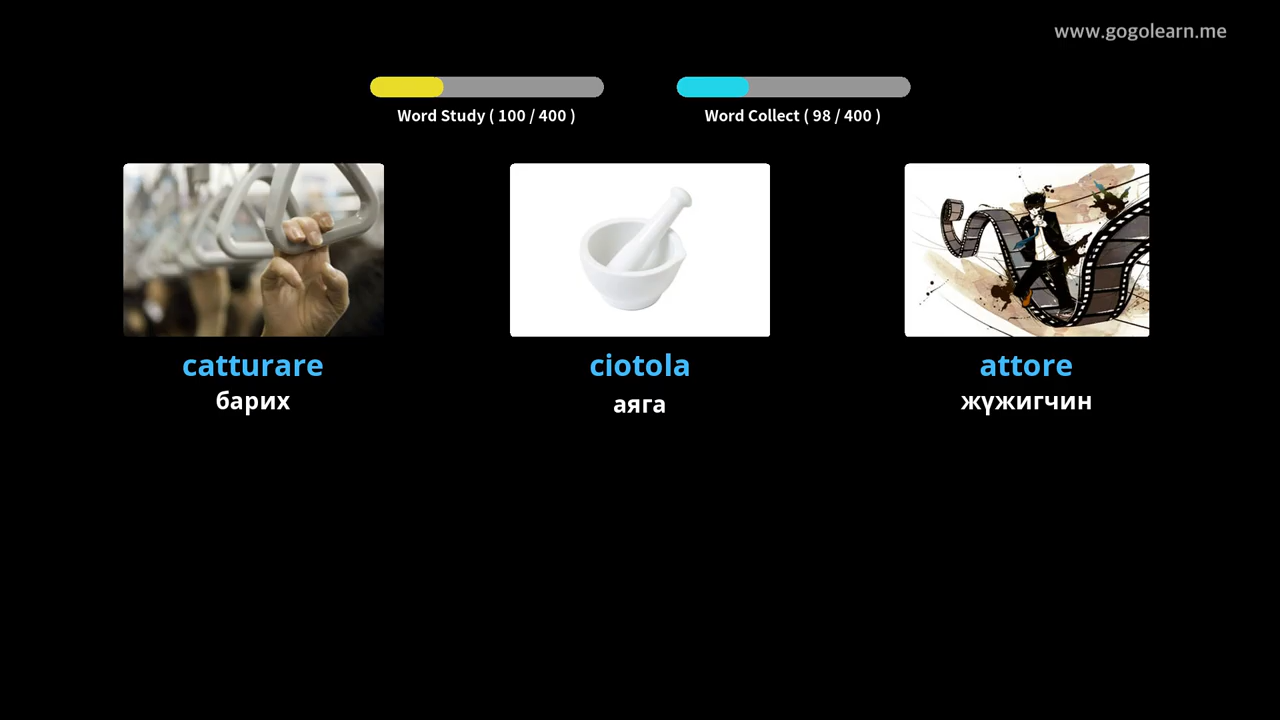 www.gogolearn.me
Word Study ( 100 / 400 )
Word Collect ( 98 / 400 )
catturare
барих
ciotola
аяга
attore
жүжигчин